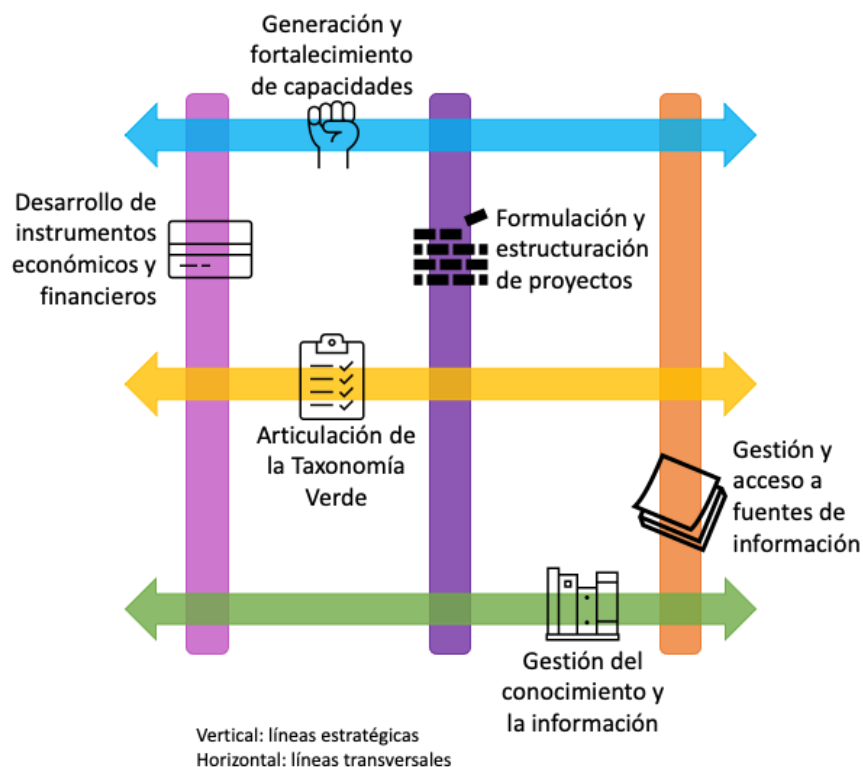 Generación y
fortalecimiento
de capacidades
Desarrollo de
instrumentos
económicos y
financieros
Formulación y
estructuración
de proyectos
Articulación de
la Taxonomía
Verde
Gestión y
acceso a
fuentes de
información
Gestión del
conocimiento y
la información
Vertical: líneas estratégicas
Horizontal: líneas transversales